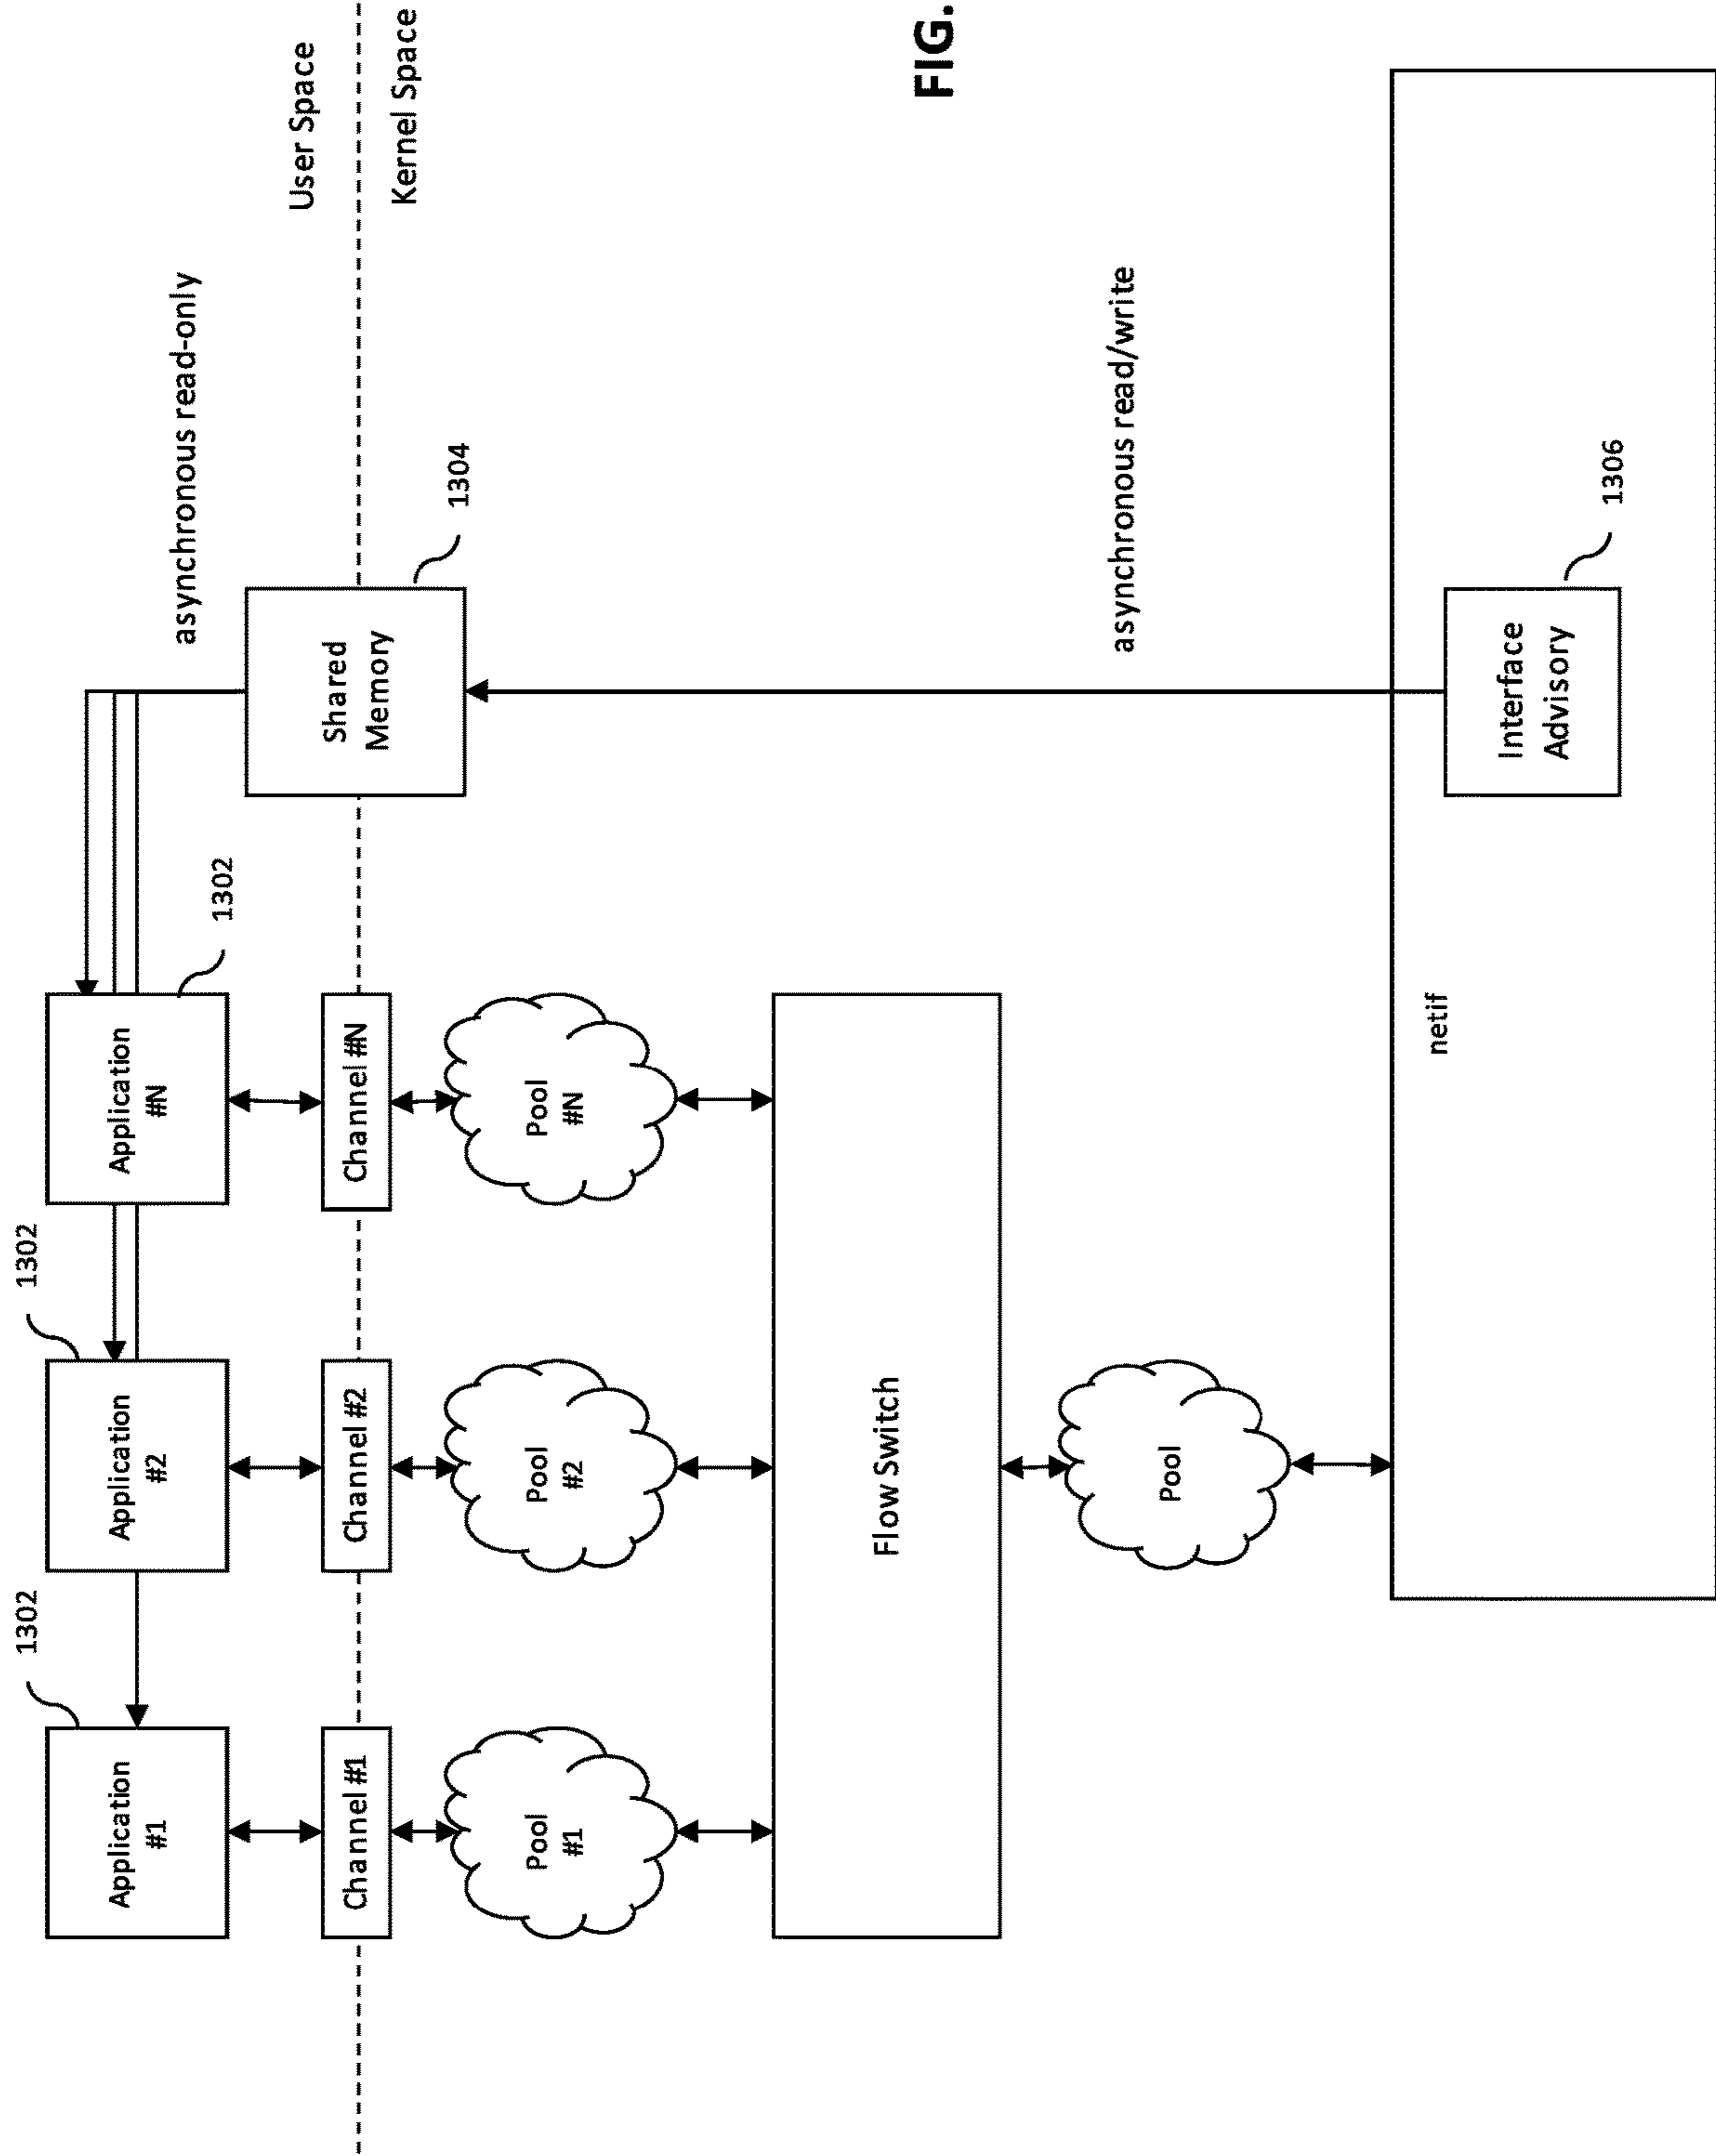 1302
1302
1302
Application
#1
Application
#2
Application
#N
asynchronous read-only
User Space
Channel #1
Channel #2
Channel #N
Shared
Memory
1304
Kernel Space
Pool
#1
Pool
#2
Pool
#N
Flow Switch
FIG.
Pool
asynchronous read/write
netif
Interface
Advisory
1306